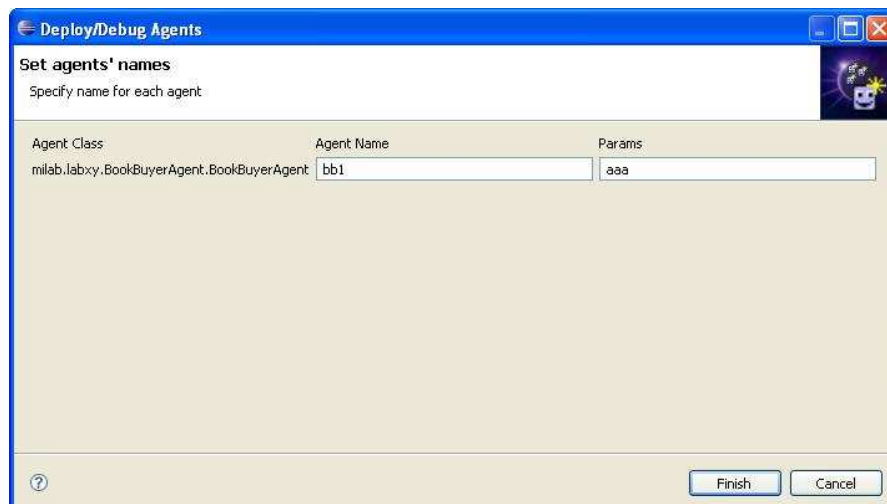 Deploy/Debug Agents
Set agents' names
Specify name for each agent
Agent Class Agent Name Params
milab.labxy.BookBuyerAgent.BookBuyerAgent bb1 aaa
? Finish Cancel